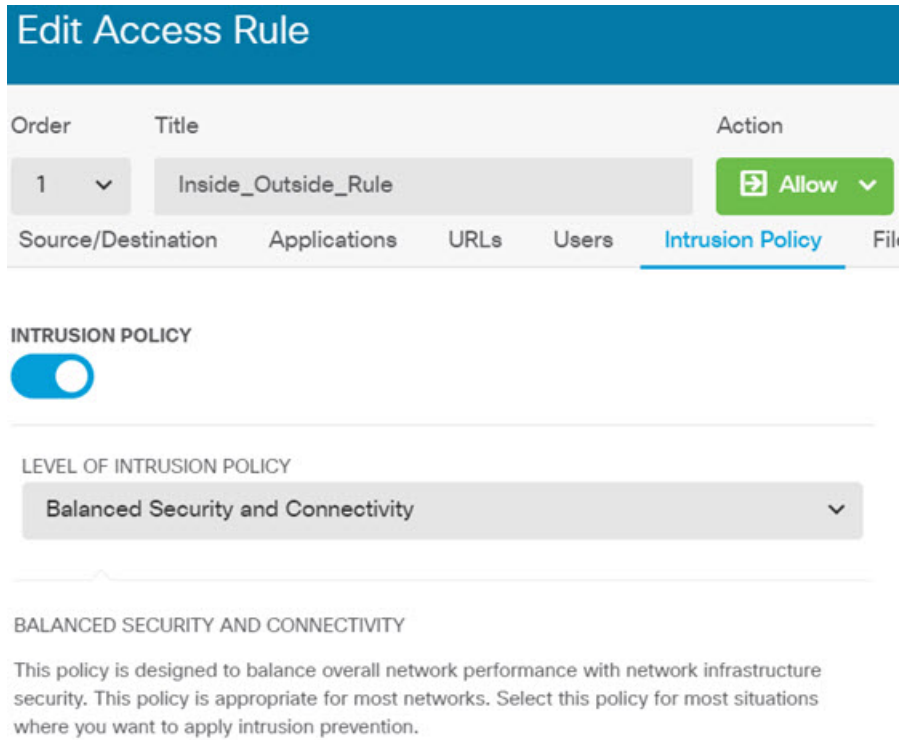 Edit Access Rule
Order Title Action
1 Inside_Outside_Rule Allow
Source/Destination Applications URLs Users Intrusion Policy
INTRUSION POLICY
LEVEL OF INTRUSION POLICY
Balanced Security and Connectivity
BALANCED SECURITY AND CONNECTIVITY
This policy is designed to balance overall network performance with network infrastructure
security. This policy is appropriate for most networks. Select this policy for most situations
where you want to apply intrusion prevention.